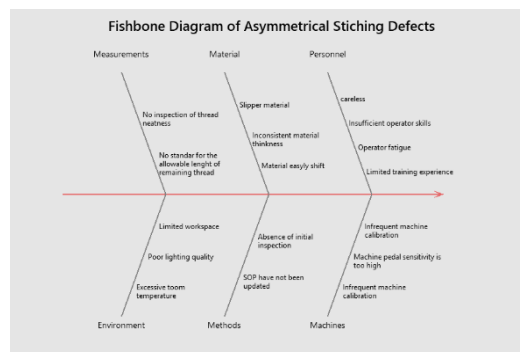 Fishbone Diagram of Asymmetrical Stiching Defects
Measurements
Material
Personnel
No inspection of thread
neatness
No standar for the
allowable lenght of
remaining thread
Slipper material
Inconsistent material
thinkness
Material easyly shift
careless
Insufficient operator skills
Operator fatigue
Limited training experience
Limited workspace
Poor lighting quality
Excessive toom
temperature
Absence of initial
inspection
SOP have not been
updated
Infrequent machine
calibration
Machine pedal sensitivity is
too high
Infrequent machine
calibration
Environment
Methods
Machines